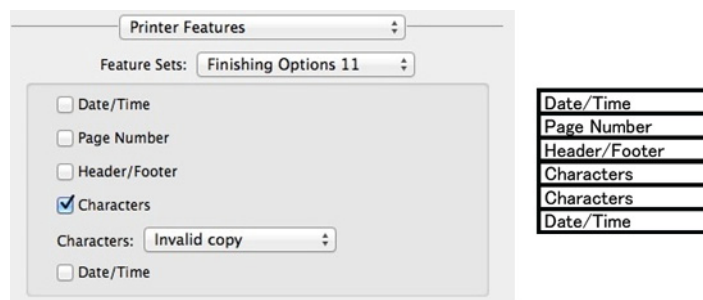 Printer Features
Feature Sets: Finishing Options 11
Date/Time
Page Number
Header/Footer
Characters
Characters: Invalid copy
Date/Time
Date/Time
Page Number
Header/Footer
Characters
Characters
Date/Time